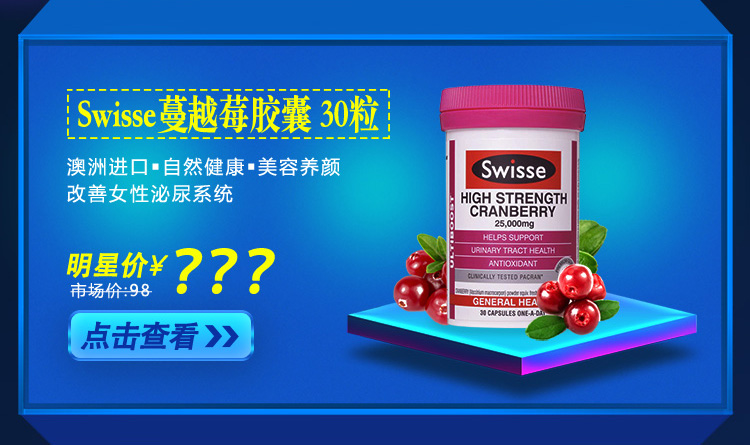 Swisse蔓越莓胶囊 30粒
澳洲进口▪自然健康▪美容养颜
改善女性泌尿系统
明星价¥???
市场价:98
点击查看
Swisse
ULTIBOOST
HIGH STRENGTH
CRANBERRY
25,000mg
HELPS SUPPORT
URINARY TRACT HEALTH
ANTIOXIDANT
CLINICALLY TESTED PACRAN
GENERAL HEA
30 CAPSULES ONE-A-DA